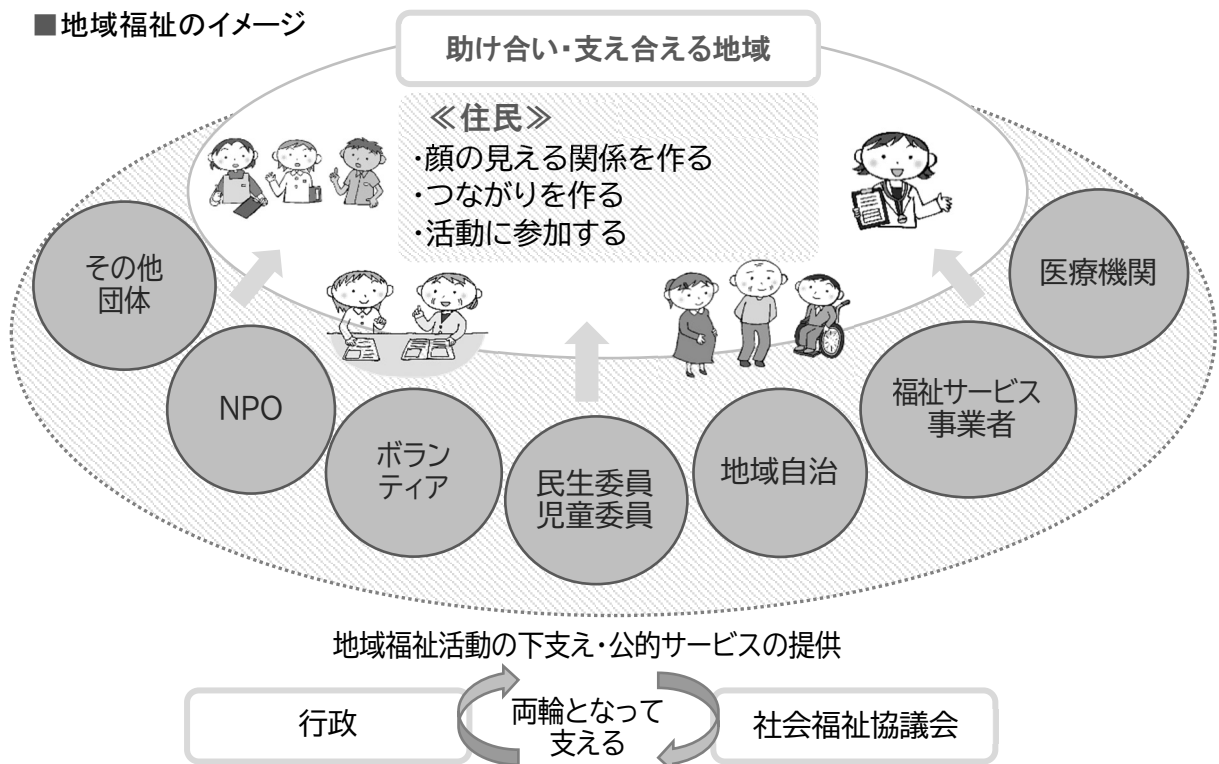 ■地域福祉のイメージ
助け合い・支え合える地域
≪住民≫
・顔の見える関係を作る
・つながりを作る
・活動に参加する
その他
団体
NPO
ボラン
ティア
民生委員
児童委員
地域自治
福祉サービス
事業者
医療機関
地域福祉活動の下支え・公的サービスの提供
行政
両輪となって
支える
社会福祉協議会